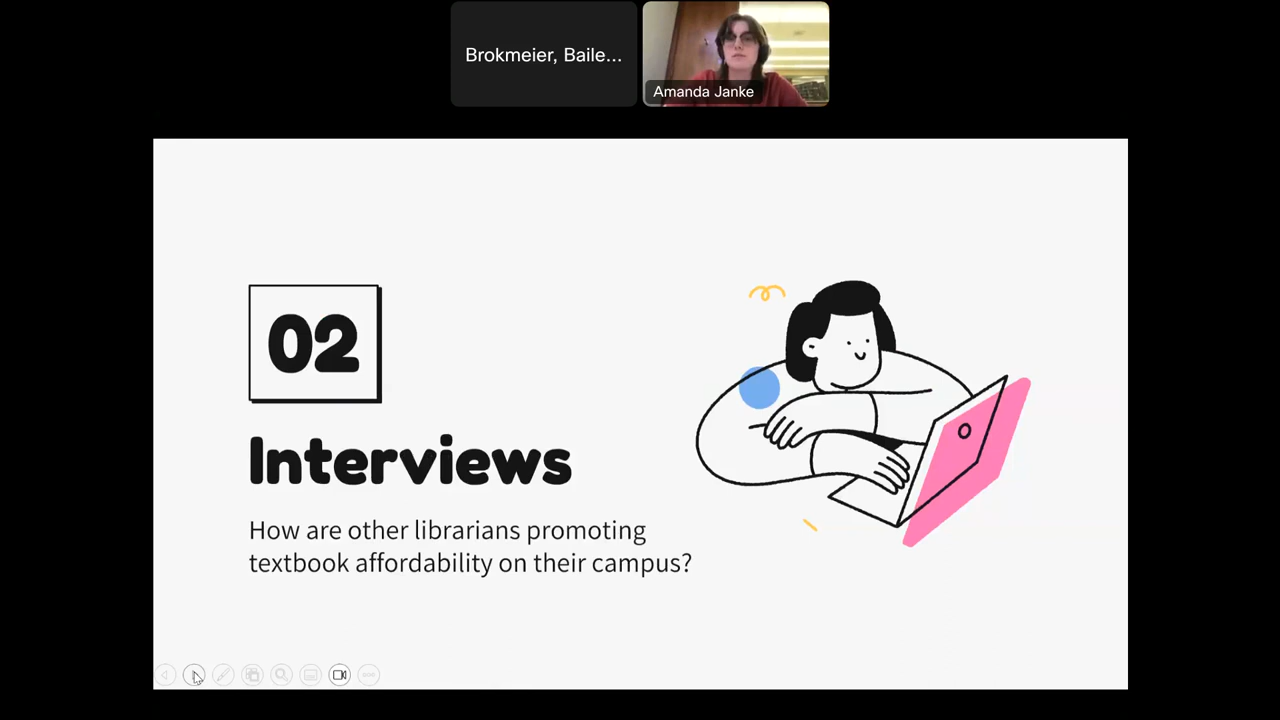 Brokmeier, Baile...
Amanda Janke
02
Interviews
How are other librarians promoting
textbook affordability on their campus?